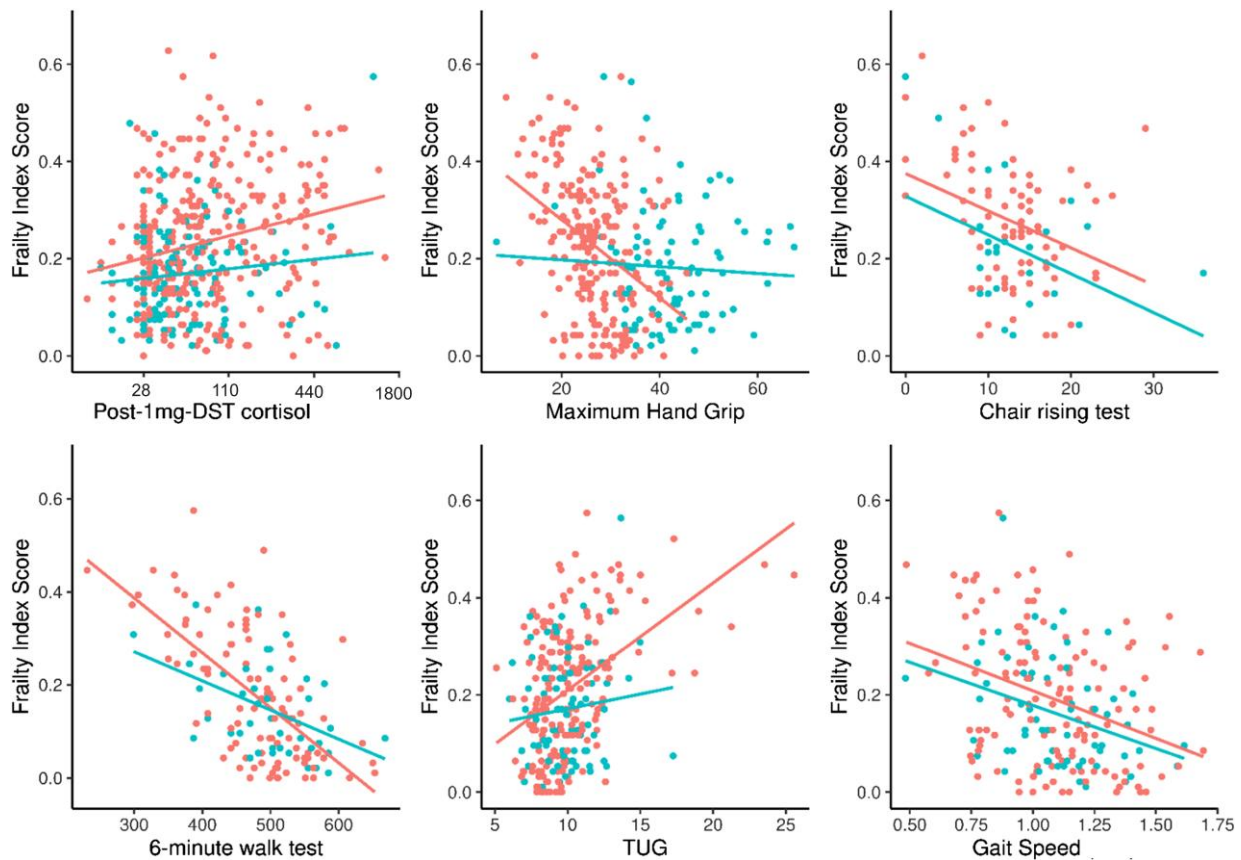 Frailty Index Score
0.6
0.4
0.2
0.0
28 110 440 1800
Post-1mg-DST cortisol
Frailty Index Score
0.6
0.4
0.2
0.0
20 40 60
Maximum Hand Grip
Frailty Index Score
0.6
0.4
0.2
0.0
0 10 20 30
Chair rising test
Frailty Index Score
0.6
0.4
0.2
0.0
300 400 500 600
6-minute walk test
Frailty Index Score
0.6
0.4
0.2
0.0
5 10 15 20 25
TUG
Frailty Index Score
0.6
0.4
0.2
0.0
0.50 0.75 1.00 1.25 1.50 1.75
Gait Speed